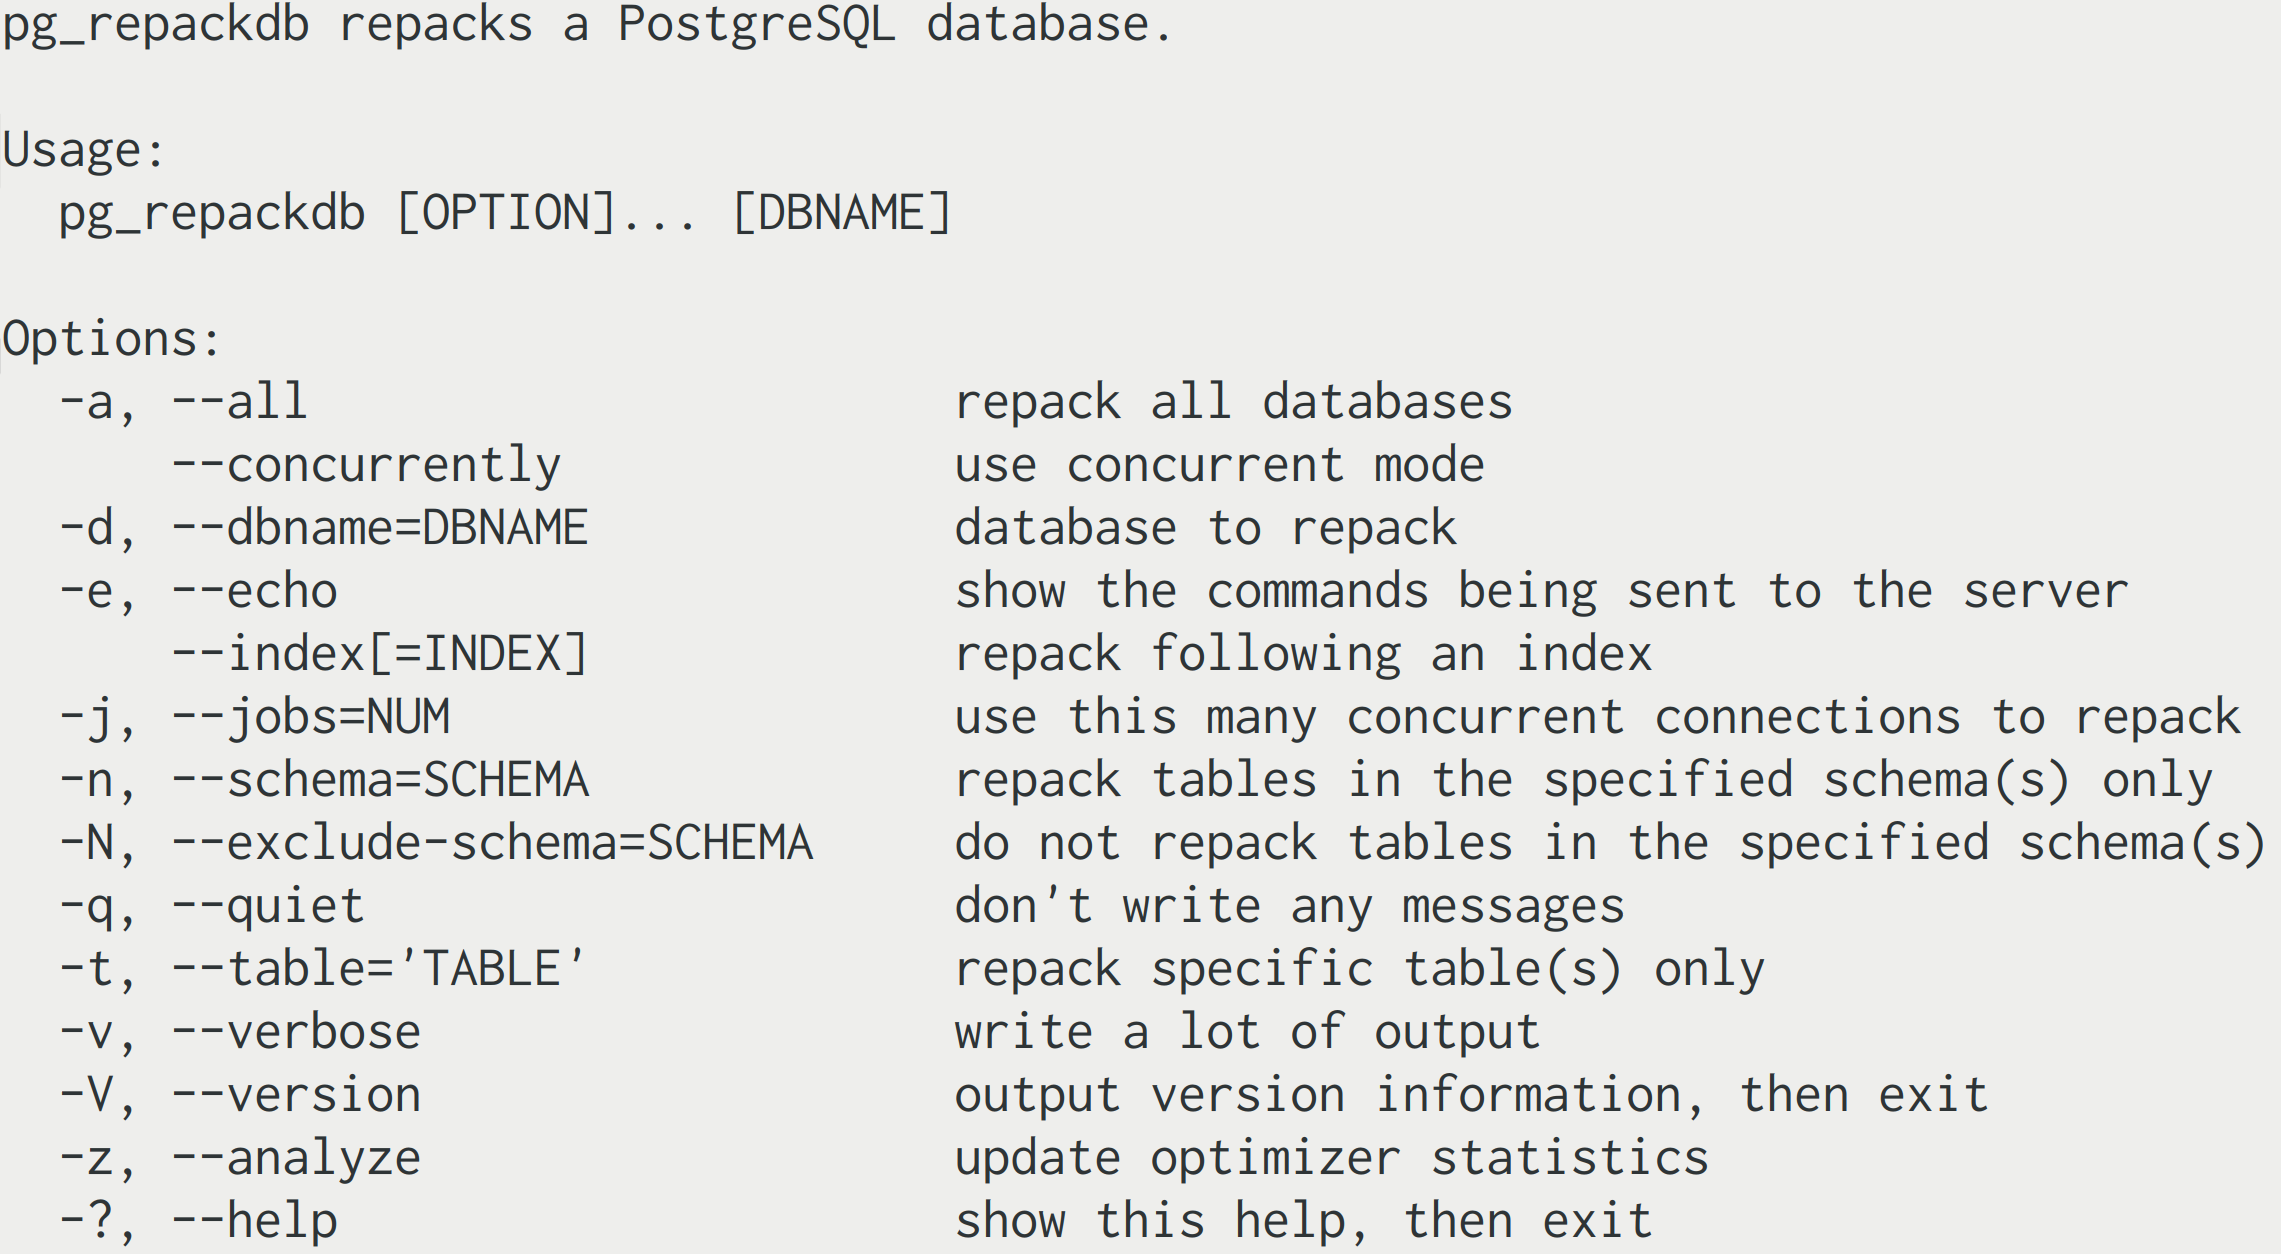 pg_repackdb repacks a PostgreSQL database.

Usage:
  pg_repackdb [OPTION]... [DBNAME]

Options:
  -a, --all                       repack all databases
      --concurrently              use concurrent mode
  -d, --dbname=DBNAME             database to repack
  -e, --echo                      show the commands being sent to the server
      --index[=INDEX]             repack following an index
  -j, --jobs=NUM                  use this many concurrent connections to repack
  -n, --schema=SCHEMA             repack tables in the specified schema(s) only
  -N, --exclude-schema=SCHEMA     do not repack tables in the specified schema(s)
  -q, --quiet                     don't write any messages
  -t, --table='TABLE'             repack specific table(s) only
  -v, --verbose                   write a lot of output
  -V, --version                   output version information, then exit
  -z, --analyze                   update optimizer statistics
  -?, --help                      show this help, then exit